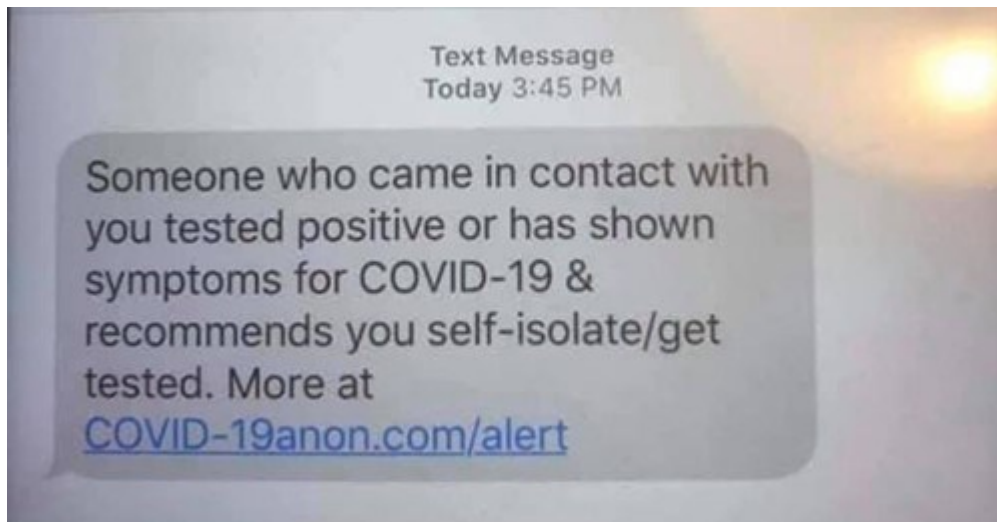 Text Message
Today 3:45 PM
Someone who came in contact with
you tested positive or has shown
symptoms for COVID-19 &
recommends you self-isolate/get
tested. More at
COVID-19anon.com/alert